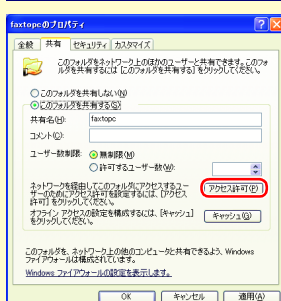 faxtopcのプロパティ
全般 共有 セキュリティ カスタマイズ
このフォルダを、ネットワーク上のほかのユーザーと共有できます。このフォ
ルダを共有するには [このフォルダを共有する] をクリックしてください。
このフォルダを共有しない(N)
このフォルダを共有する(S)
共有名(H): faxtopc
コメント(C):
ユーザー数制限: 無制限(M)
許可するユーザー数(W):
ネットワークを経由してこのフォルダにアクセスするユー
ザーのためにアクセス許可を設定するには、[アクセス
許可] をクリックしてください。
アクセス許可(P)
オフライン アクセスの設定を構成するには、[キャッシュ]
をクリックしてください。
キャッシュ(G)
このフォルダを、ネットワーク上の他のコンピュータと共有できるよう、Windows
ファイアウォールは構成されています。
Windows ファイアウォールの設定を表示します。
OK キャンセル 適用(A)